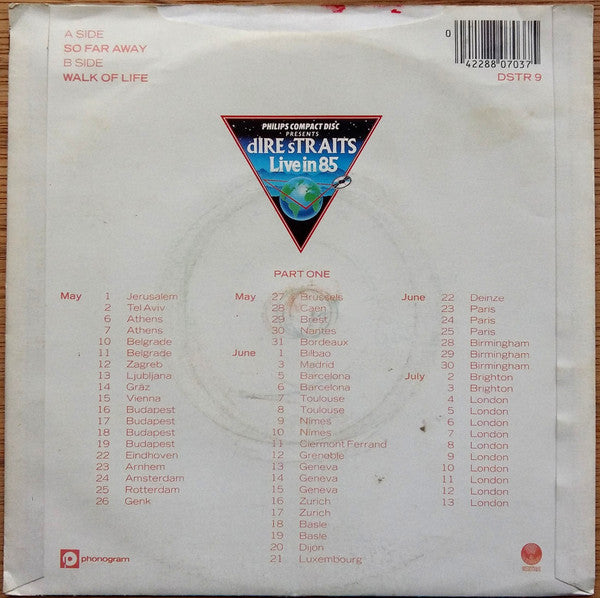 A SIDE
SO FAR AWAY
B SIDE
WALK OF LIFE
0
42288 07037
DSTR 9
PHILIPS COMPACT DISC
PRESENTS
dIRE sTRAITS
Live in 85
PART ONE
May 1 Jerusalem
2 Tel Aviv
6 Athens
7 Athens
10 Belgrade
11 Belgrade
12 Zagreb
13 Ljubljana
14 Gräz
15 Vienna
16 Budapest
17 Budapest
18 Budapest
19 Budapest
22 Eindhoven
23 Arnhem
24 Amsterdam
25 Rotterdam
26 Genk
May 27 Brussels
28 Caen
29 Brest
30 Nantes
31 Bordeaux
June 1 Bilbao
3 Madrid
5 Barcelona
6 Barcelona
7 Toulouse
8 Toulouse
9 Nimes
10 Nimes
11 Clermont Ferrand
12 Grenoble
13 Geneva
14 Geneva
15 Geneva
16 Zurich
17 Zurich
18 Basle
19 Basle
20 Dijon
21 Luxembourg
June 22 Deinze
23 Paris
24 Paris
25 Paris
28 Birmingham
29 Birmingham
30 Birmingham
July 2 Brighton
3 Brighton
4 London
5 London
6 London
7 London
8 London
9 London
10 London
11 London
12 London
13 London
phonogram